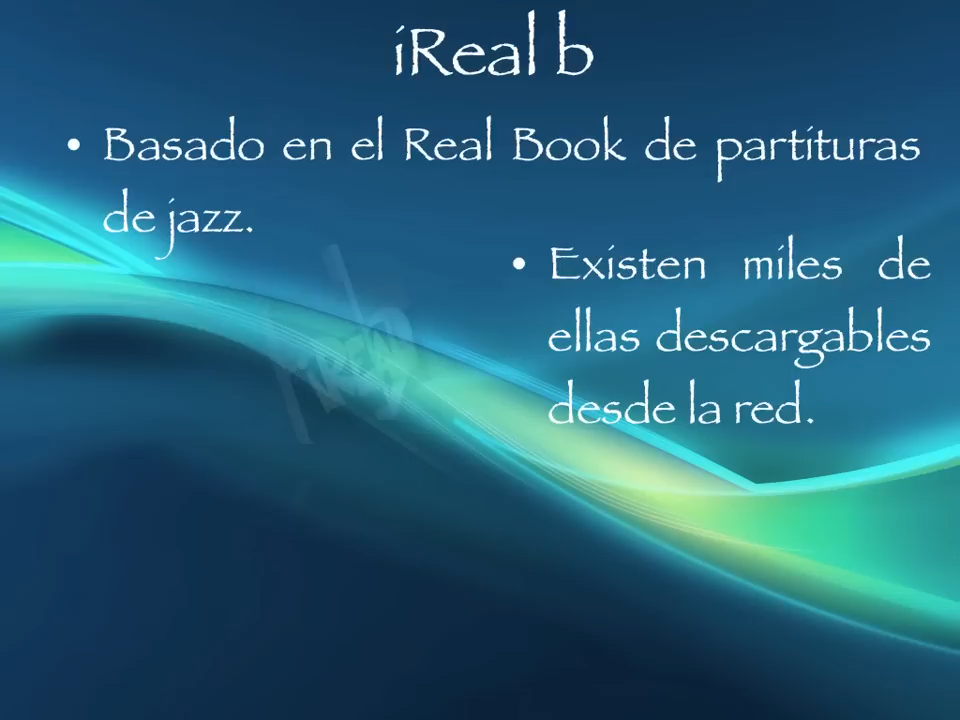 iReal b
• Basado en el Real Book de partituras
de jazz.
• Existen miles de
ellas descargables
desde la red.